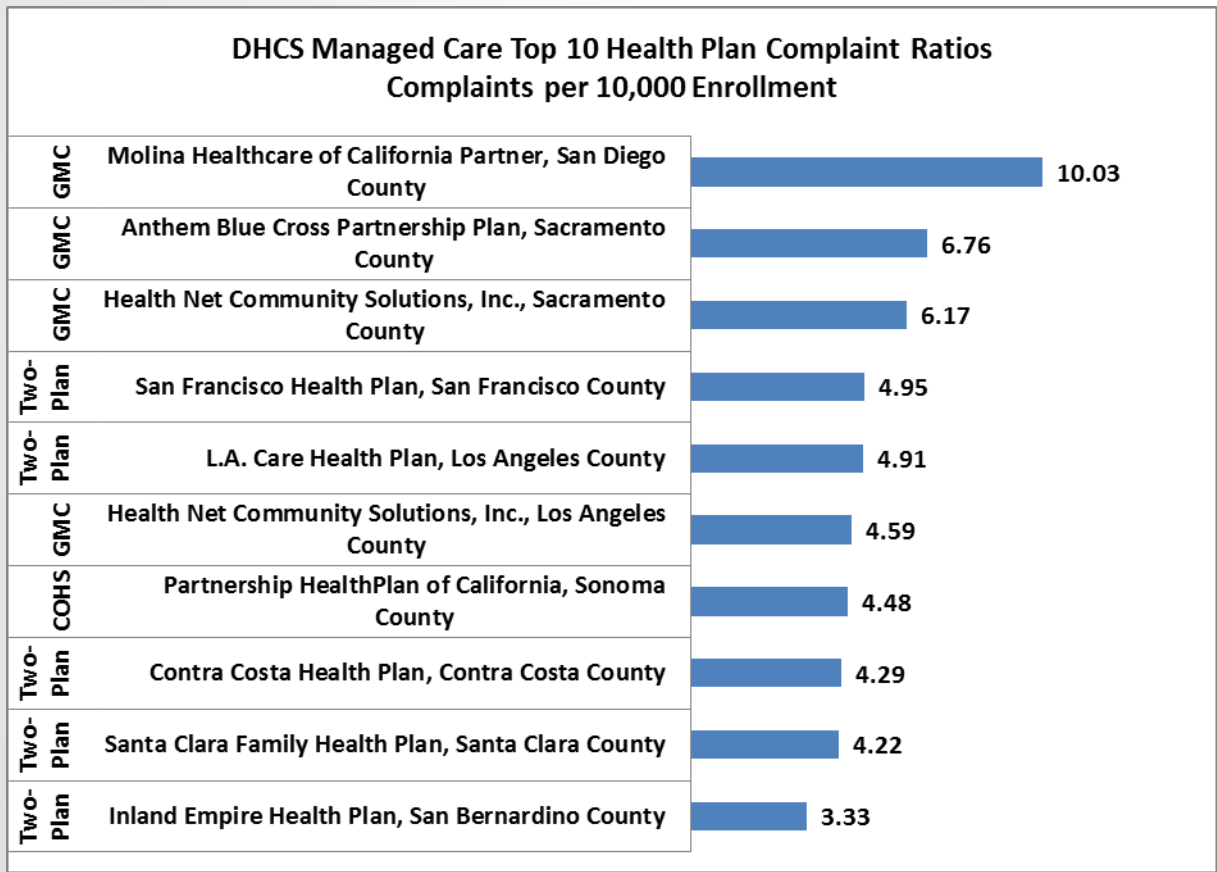 DHCS Managed Care Top 10 Health Plan Complaint Ratios
Complaints per 10,000 Enrollment
GMC
Molina Healthcare of California Partner, San Diego
County
10.03
GMC
Anthem Blue Cross Partnership Plan, Sacramento
County
6.76
GMC
Health Net Community Solutions, Inc., Sacramento
County
6.17
Two-
Plan
San Francisco Health Plan, San Francisco County
4.95
Two-
Plan
L.A. Care Health Plan, Los Angeles County
4.91
GMC
Health Net Community Solutions, Inc., Los Angeles
County
4.59
COHS
Partnership HealthPlan of California, Sonoma
County
4.48
Two-
Plan
Contra Costa Health Plan, Contra Costa County
4.29
Two-
Plan
Santa Clara Family Health Plan, Santa Clara County
4.22
Two-
Plan
Inland Empire Health Plan, San Bernardino County
3.33